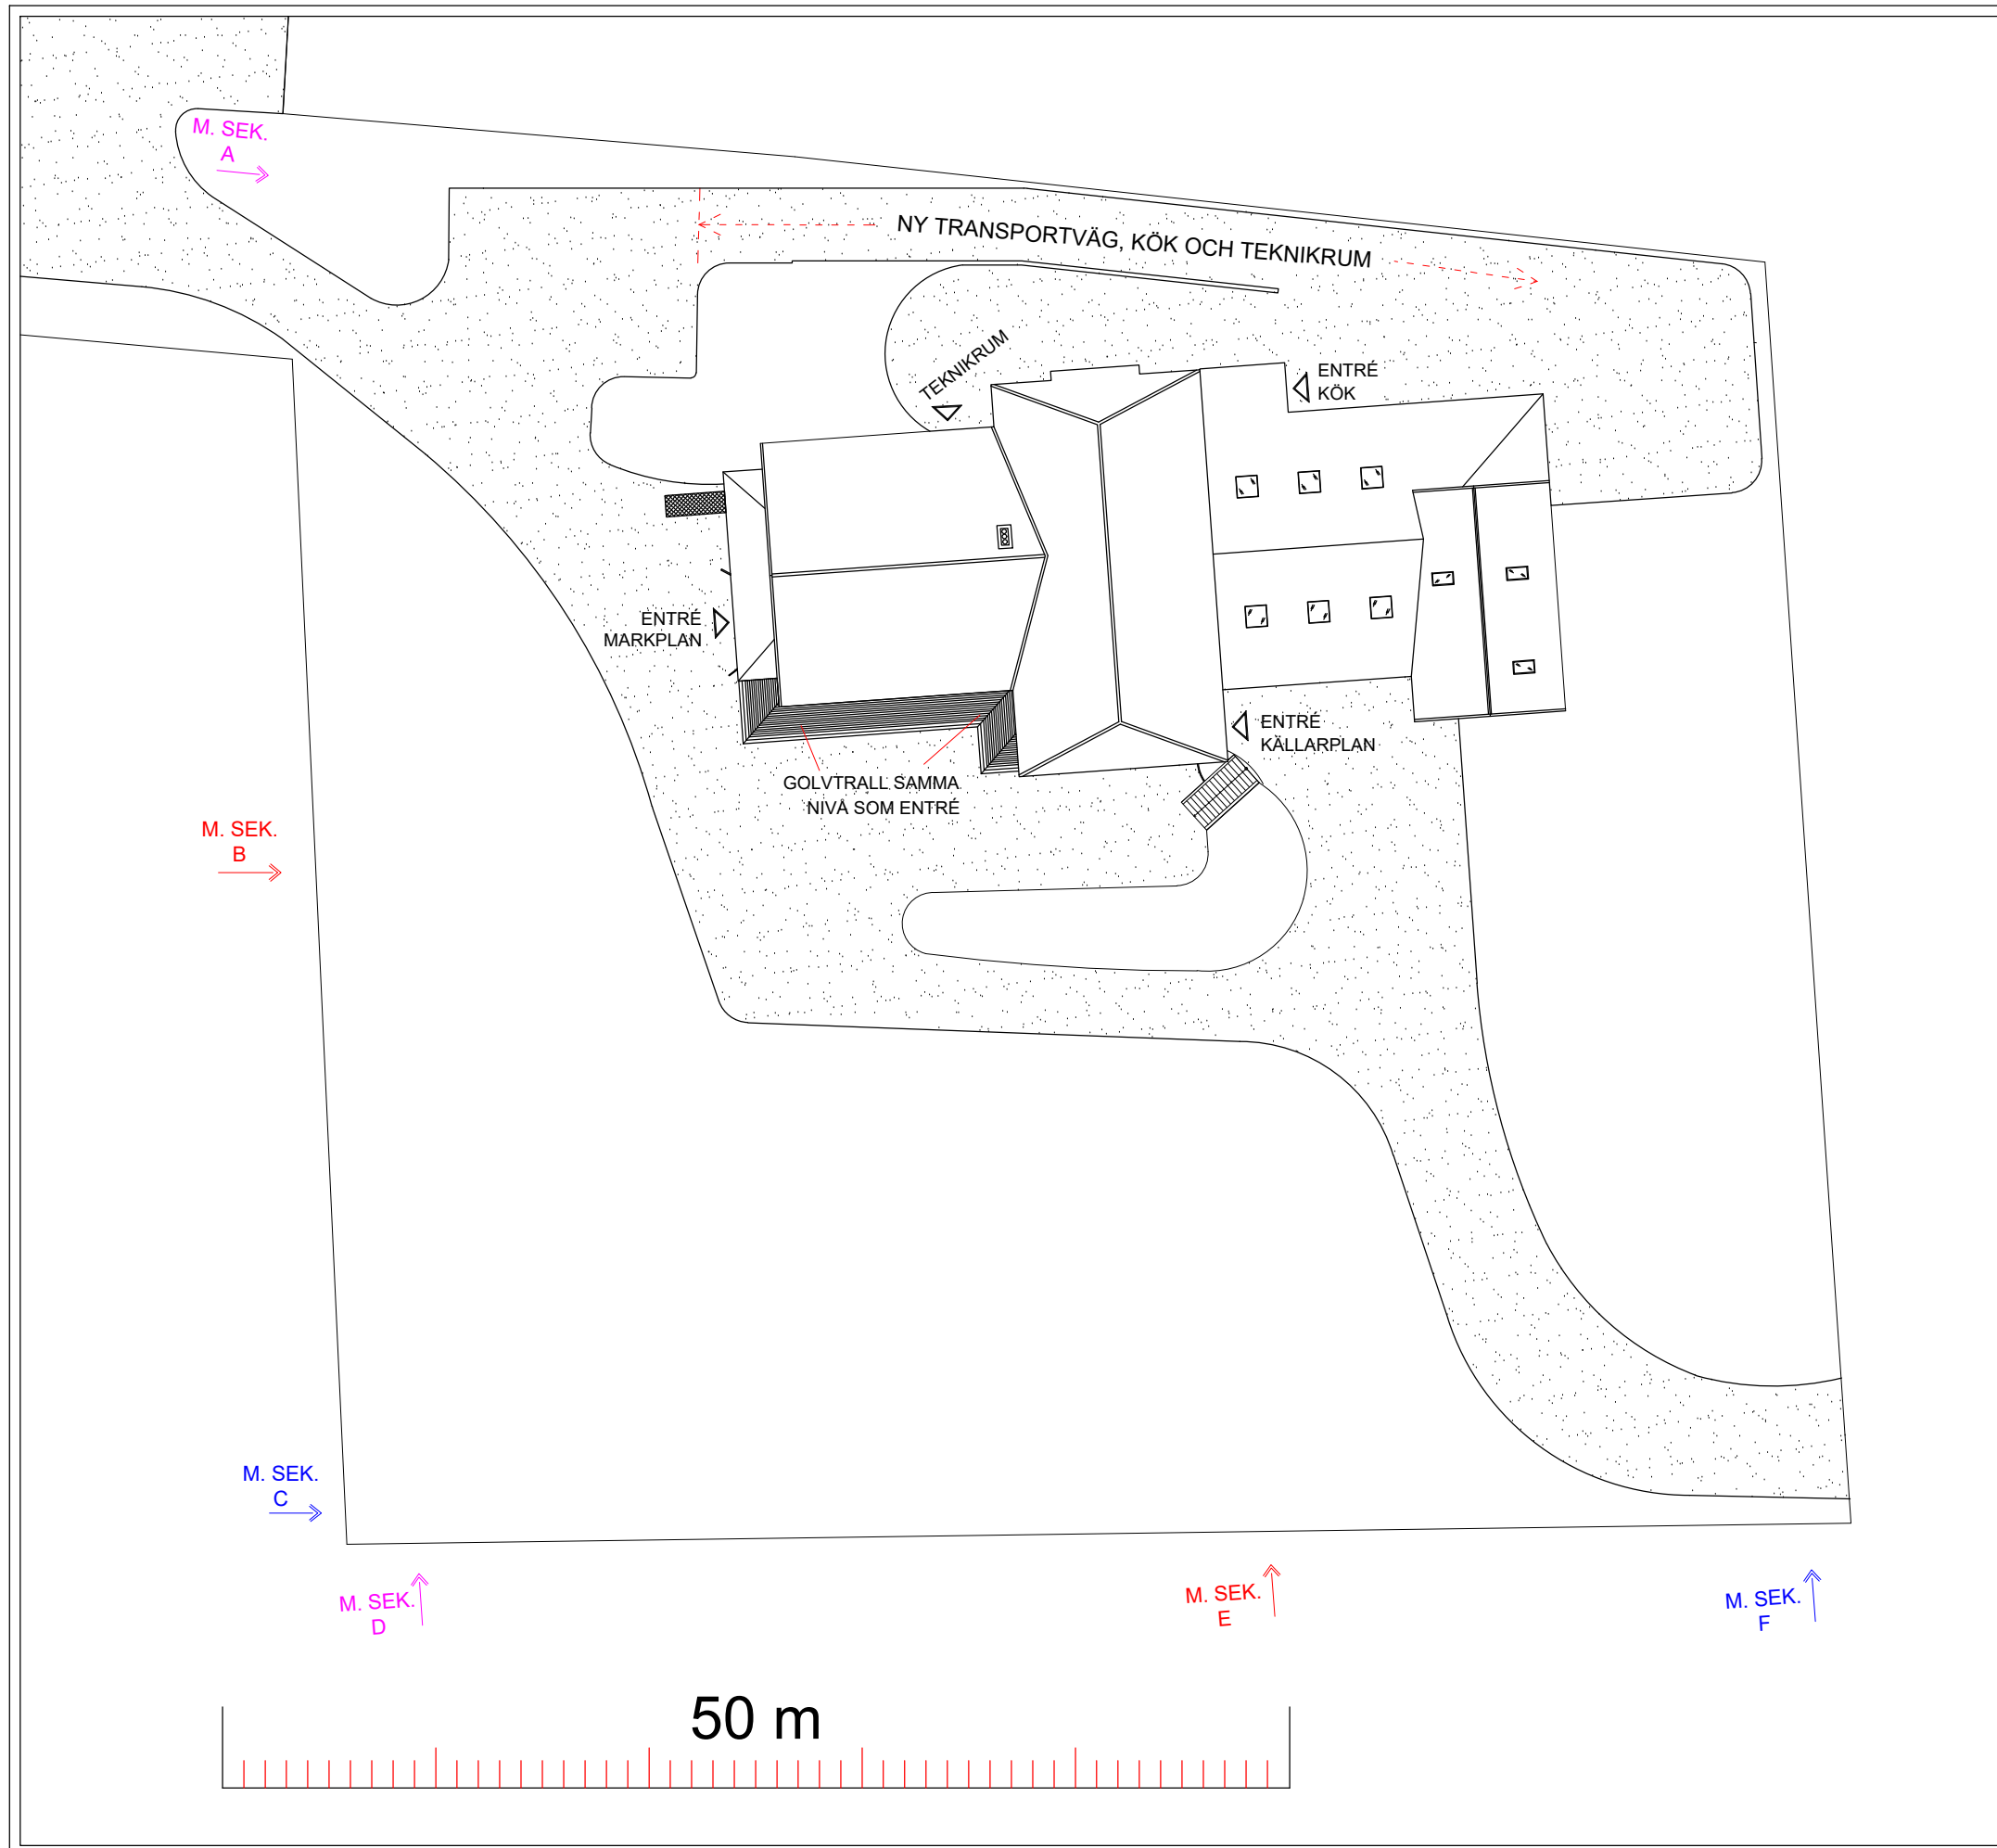 M. SEK.
A
NY TRANSPORTVÄG, KÖK OCH TEKNIKRUM
TEKNIKRUM
ENTRÉ
KÖK
ENTRÉ
MARKPLAN
ENTRÉ
KÄLLARPLAN
GOLVTRALL SAMMA
NIVÅ SOM ENTRÉ
M. SEK.
B
M. SEK.
C
M. SEK.
D
M. SEK.
E
M. SEK.
F
50 m